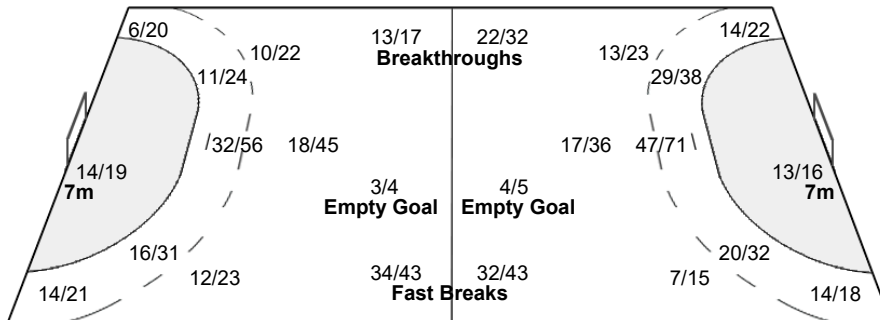 6/20 13/17 22/32 14/22
10/22 Breakthroughs 13/23
11/24 29/38
32/56 18/45 17/36 47/71
14/19 13/16
7m 7m
3/4 4/5
Empty Goal Empty Goal
16/31 20/32
12/23 34/43 32/43 7/15
14/21 Fast Breaks 14/18